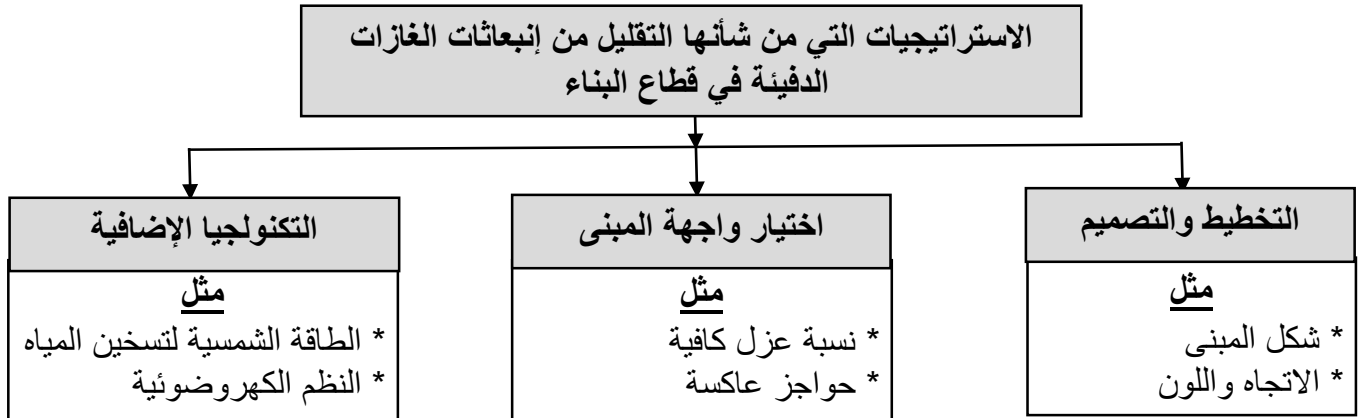 الاستراتيجيات التي من شأنها التقليل من إنبعاثات الغازات
الدفيئة في قطاع البناء
التخطيط والتصميم
مثل
* شكل المبنى
* الاتجاه واللون
اختيار واجهة المبنى
مثل
* نسبة عزل كافية
* حواجز عاكسة
التكنولجيا الإضافية
مثل
* الطاقة الشمسية لتسخين المياه
* النظم الكهروضوئية